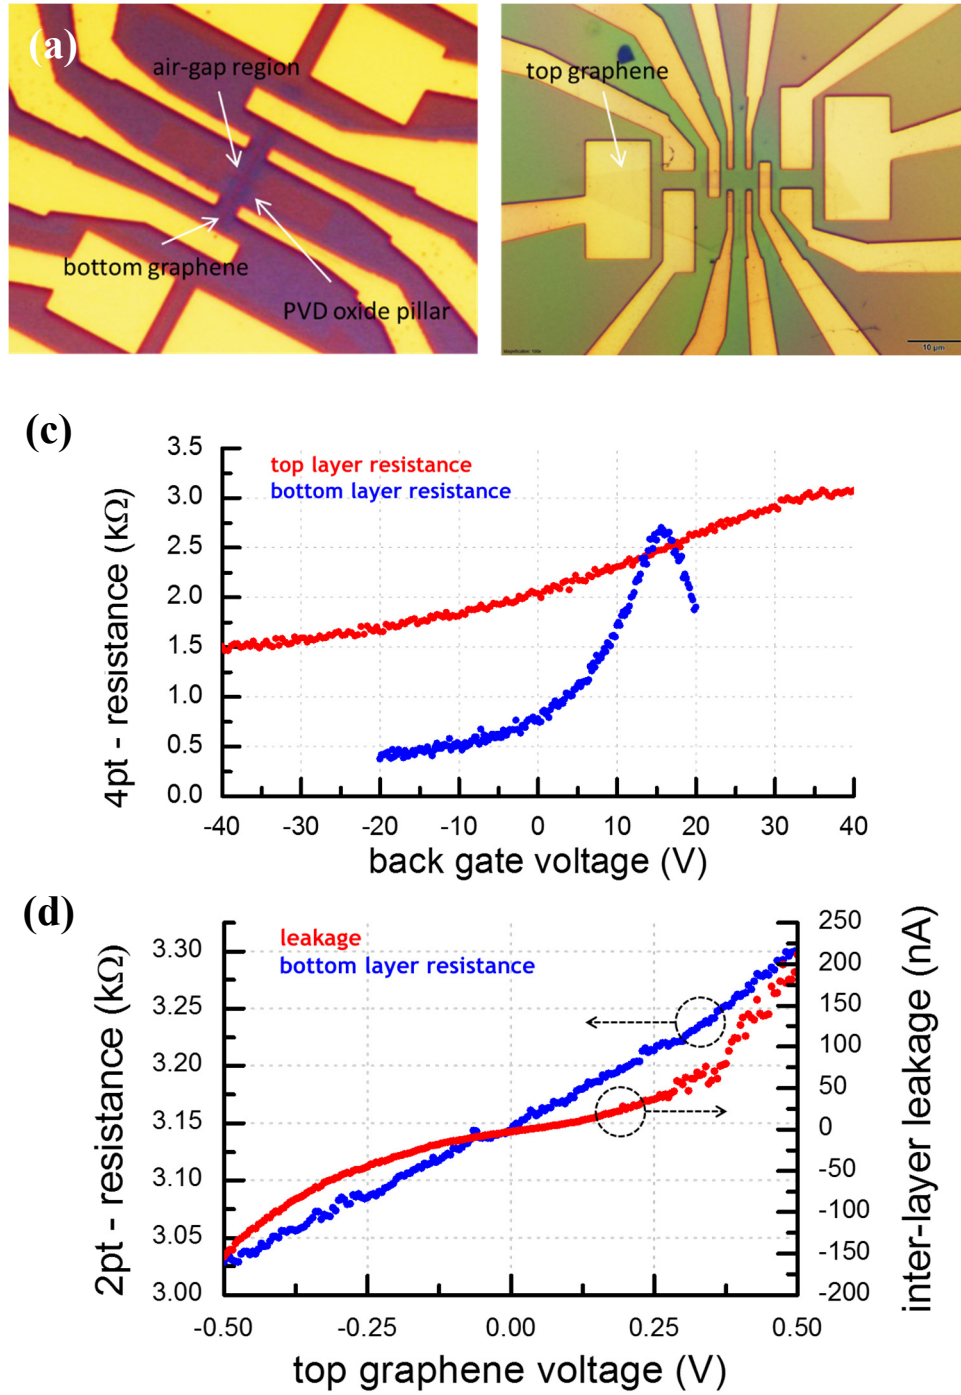 (a)
air-gap region
bottom graphene
PVD oxide pillar
top graphene
10 µm
(c)
4pt - resistance (kΩ)
3.5
3.0
2.5
2.0
1.5
1.0
0.5
0.0
top layer resistance
bottom layer resistance
-40 -30 -20 -10 0 10 20 30 40
back gate voltage (V)
(d)
2pt - resistance (kΩ)
3.30
3.25
3.20
3.15
3.10
3.05
3.00
leakage
bottom layer resistance
250
200
150
100
50
0
-50
-100
-150
-200
inter-layer leakage (nA)
-0.50 -0.25 0.00 0.25 0.50
top graphene voltage (V)